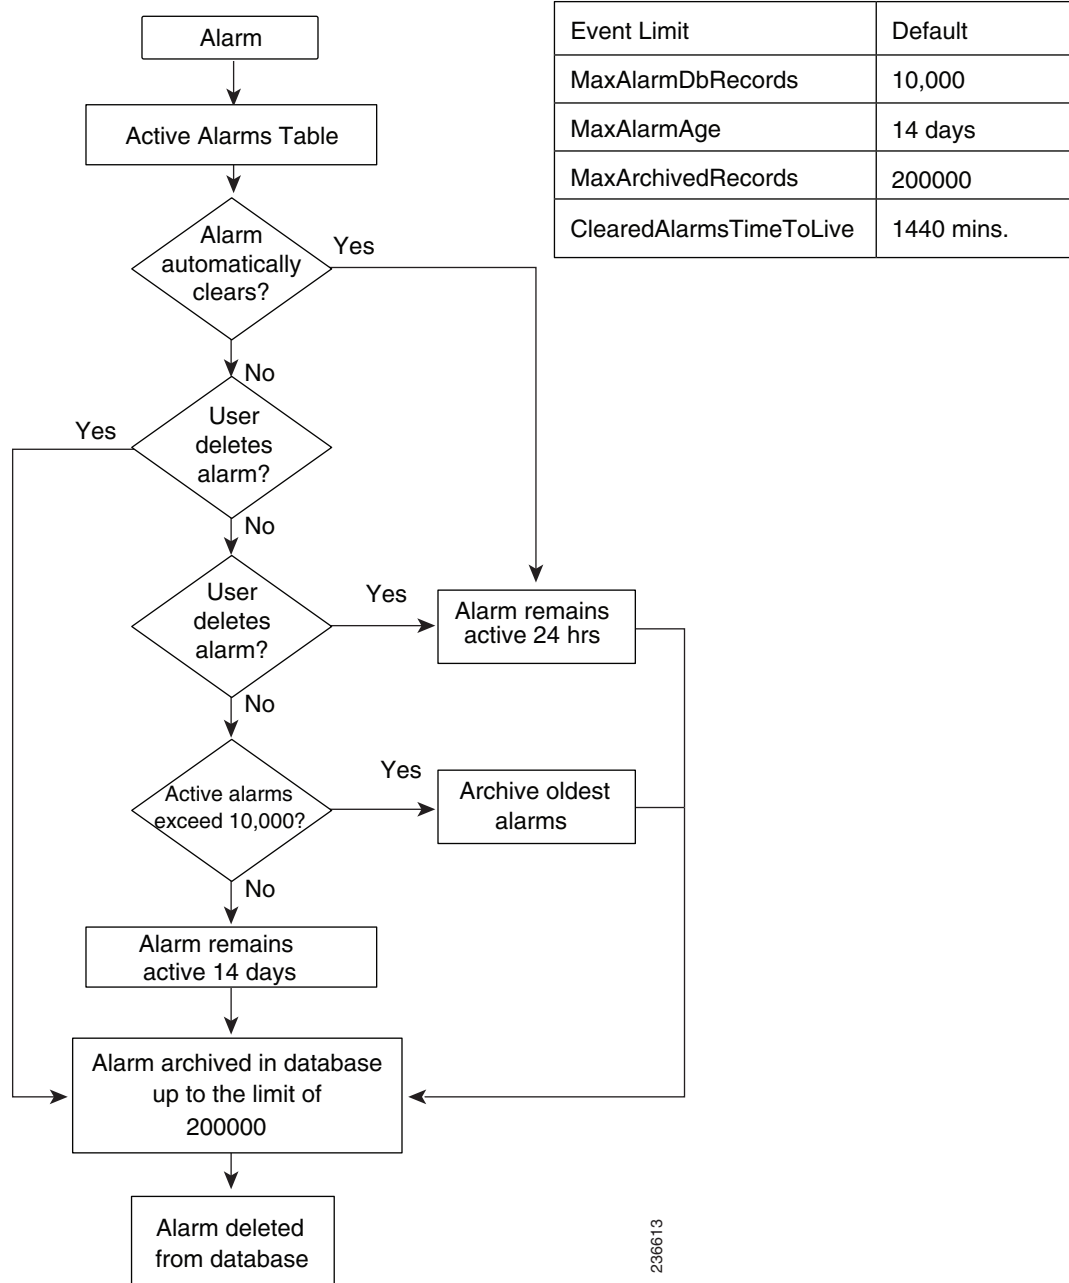 Alarm
Active Alarms Table
Alarm
automatically
clears?
Yes
No
User
deletes
alarm?
Yes
No
User
deletes
alarm?
Yes
Alarm remains
active 24 hrs
No
Active alarms
exceed 10,000?
Yes
Archive oldest
alarms
No
Alarm remains
active 14 days
Alarm archived in database
up to the limit of
200000
Alarm deleted
from database
Event Limit Default
MaxAlarmDbRecords 10,000
MaxAlarmAge 14 days
MaxArchivedRecords 200000
ClearedAlarmsTimeToLive 1440 mins.
236613